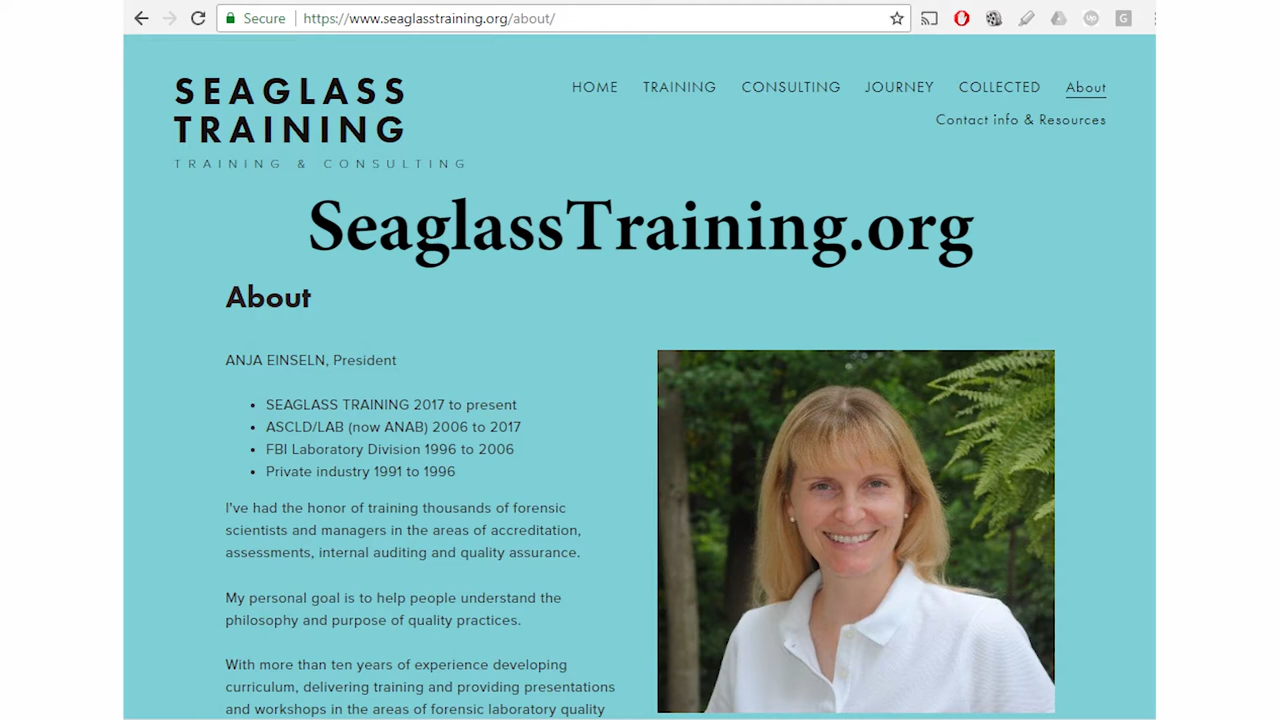 Secure https://www.seaglasstraining.org/about/
SEAGLASS
TRAINING
TRAINING & CONSULTING
HOME TRAINING CONSULTING JOURNEY COLLECTED About
Contact info & Resources
SeaglassTraining.org
About
ANJA EINSELN, President
• SEAGLASS TRAINING 2017 to present
• ASCLD/LAB (now ANAB) 2006 to 2017
• FBI Laboratory Division 1996 to 2006
• Private industry 1991 to 1996
I've had the honor of training thousands of forensic
scientists and managers in the areas of accreditation,
assessments, internal auditing and quality assurance.
My personal goal is to help people understand the
philosophy and purpose of quality practices.
With more than ten years of experience developing
curriculum, delivering training and providing presentations
and workshops in the areas of forensic laboratory quality